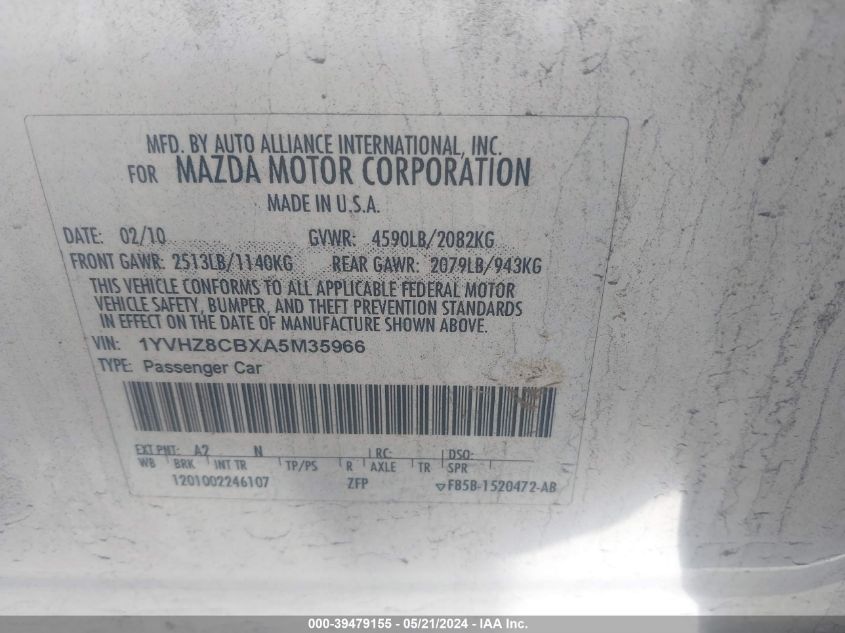 MFD. BY AUTO ALLIANCE INTERNATIONAL, INC.
FOR MAZDA MOTOR CORPORATION
MADE IN U.S.A.
DATE: 02/10 GVWR: 4590LB/2082KG
FRONT GAWR: 2513LB/1140KG REAR GAWR: 2079LB/943KG
THIS VEHICLE CONFORMS TO ALL APPLICABLE FEDERAL MOTOR
VEHICLE SAFETY, BUMPER, AND THEFT PREVENTION STANDARDS
IN EFFECT ON THE DATE OF MANUFACTURE SHOWN ABOVE.
VIN: 1YVHZ8CBXA5M35966
TYPE: Passenger Car
EXT PNT: A2 N RC: DSO:
WB BRK INT TR TP/PS R AXLE TR SPR
1201002246107 ZFP ▽F85B-1520472-AB
000-39479155 - 05/21/2024 - IAA Inc.